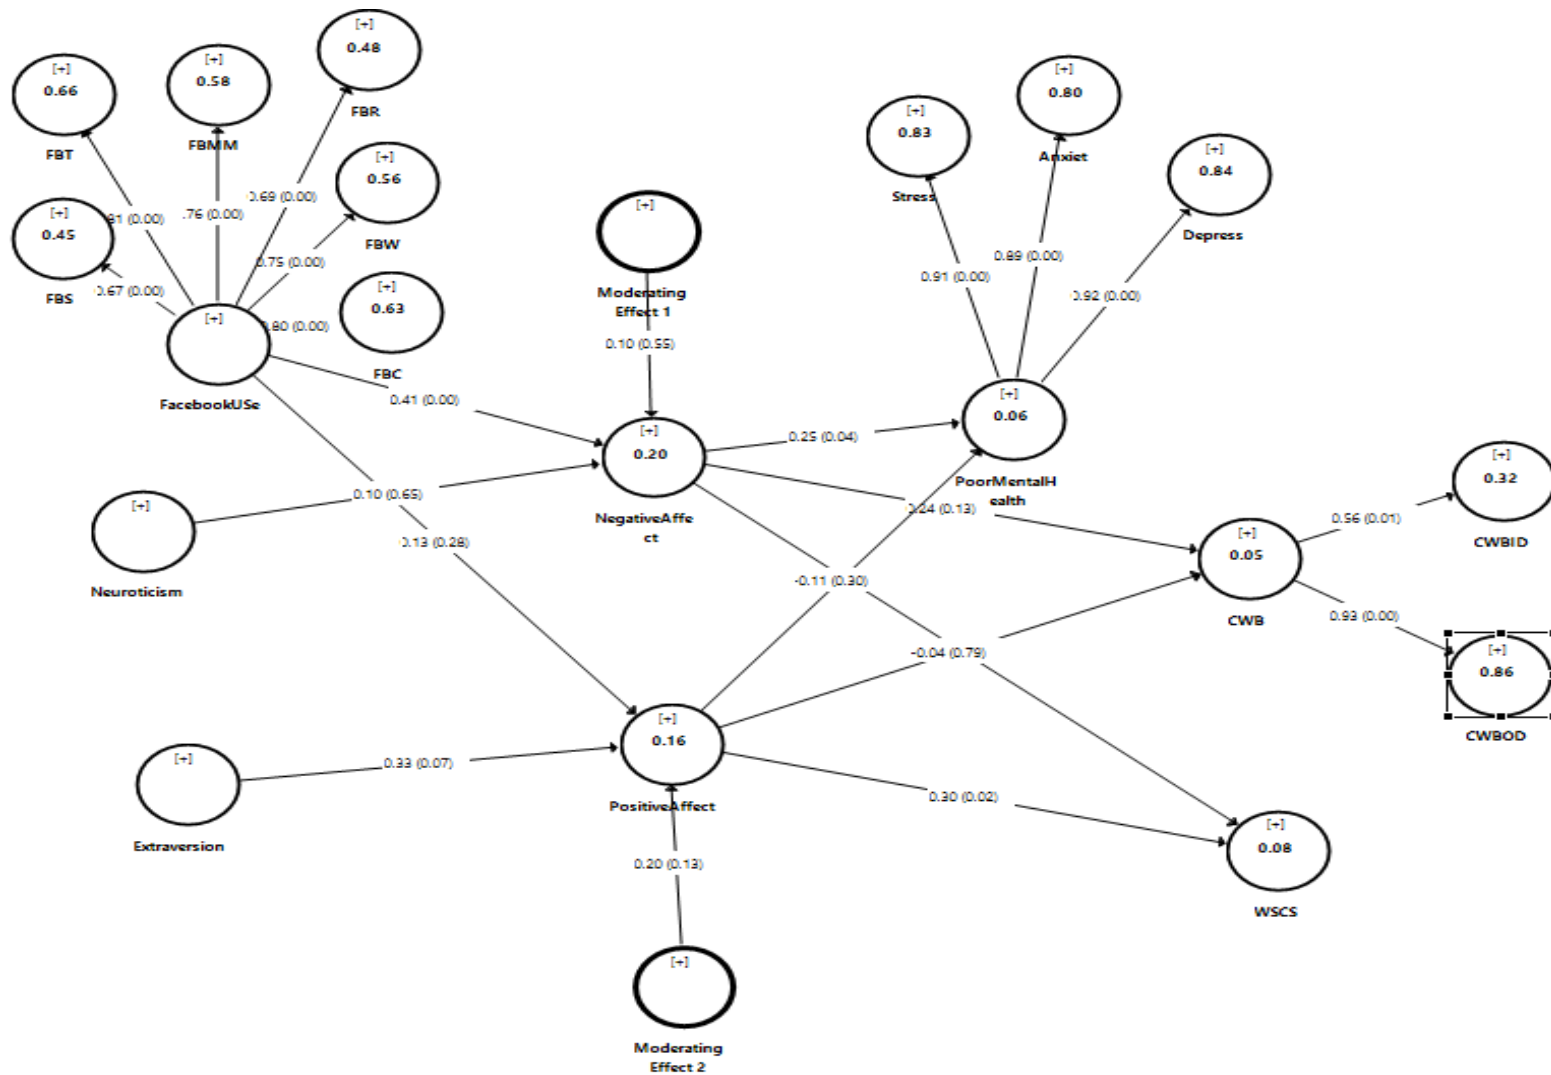 [+]
0.48
FBR
[+]
0.66
FBT
[+]
0.58
FBMM
[+]
0.80
Anxiet
[+]
0.83
Stress
[+]
0.84
Depress
[+]
0.56
FBW
[+]
0.45
FBS
[+]
0.63
FBC
31 (0.00)
.76 (0.00)
0.69 (0.00)
0.75 (0.00)
0.67 (0.00)
0.80 (0.00)
[+]
FacebookUSe
[+]
Moderating
Effect 1
0.10 (0.55)
0.91 (0.00)
0.89 (0.00)
0.92 (0.00)
0.41 (0.00)
[+]
0.20
NegativeAffe
ct
0.25 (0.04)
[+]
0.06
PoorMentalH
ealth
0.24 (0.13)
[+]
Neuroticism
0.10 (0.65)
0.13 (0.28)
-0.11 (0.30)
[+]
0.05
CWB
0.56 (0.01)
[+]
0.32
CWBID
0.93 (0.00)
[+]
0.86
CWBOD
-0.04 (0.79)
[+]
0.16
PositiveAffect
[+]
Extraversion
0.33 (0.07)
0.30 (0.02)
[+]
0.08
WSCS
0.20 (0.13)
[+]
Moderating
Effect 2